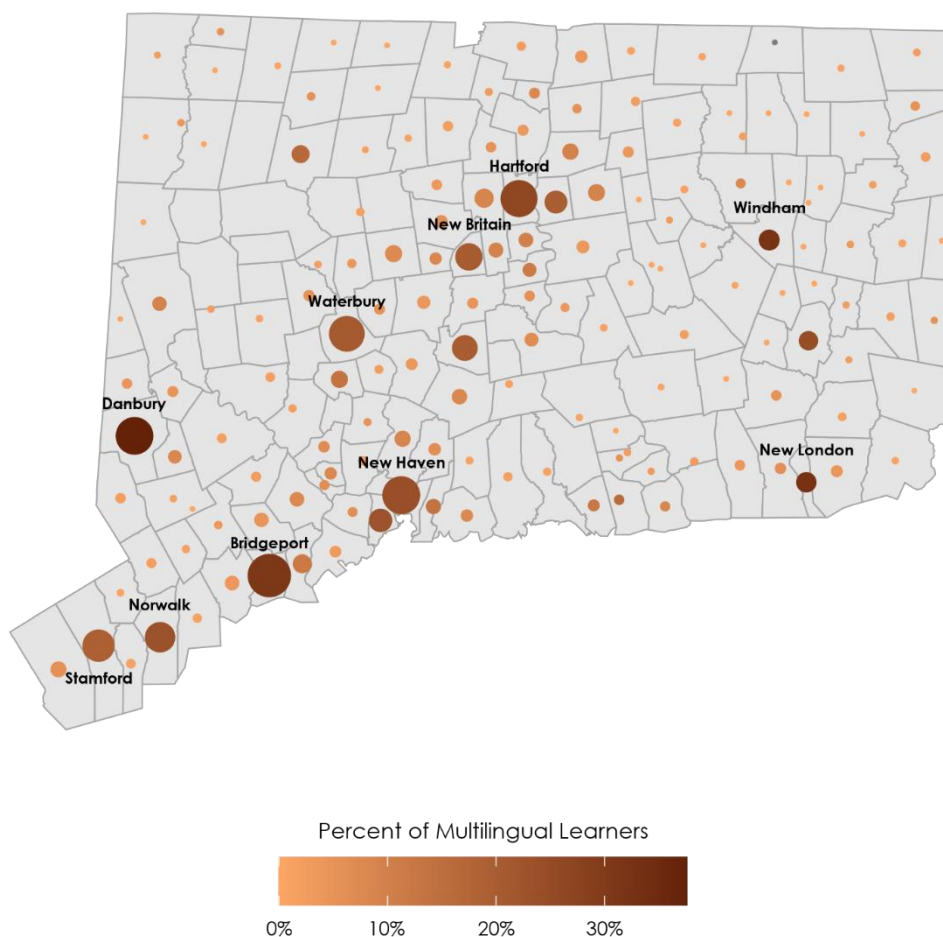 Hartford
Windham
New Britain
Waterbury
Danbury
New London
New Haven
Bridgeport
Norwalk
Stamford
Percent of Multilingual Learners
0% 10% 20% 30%